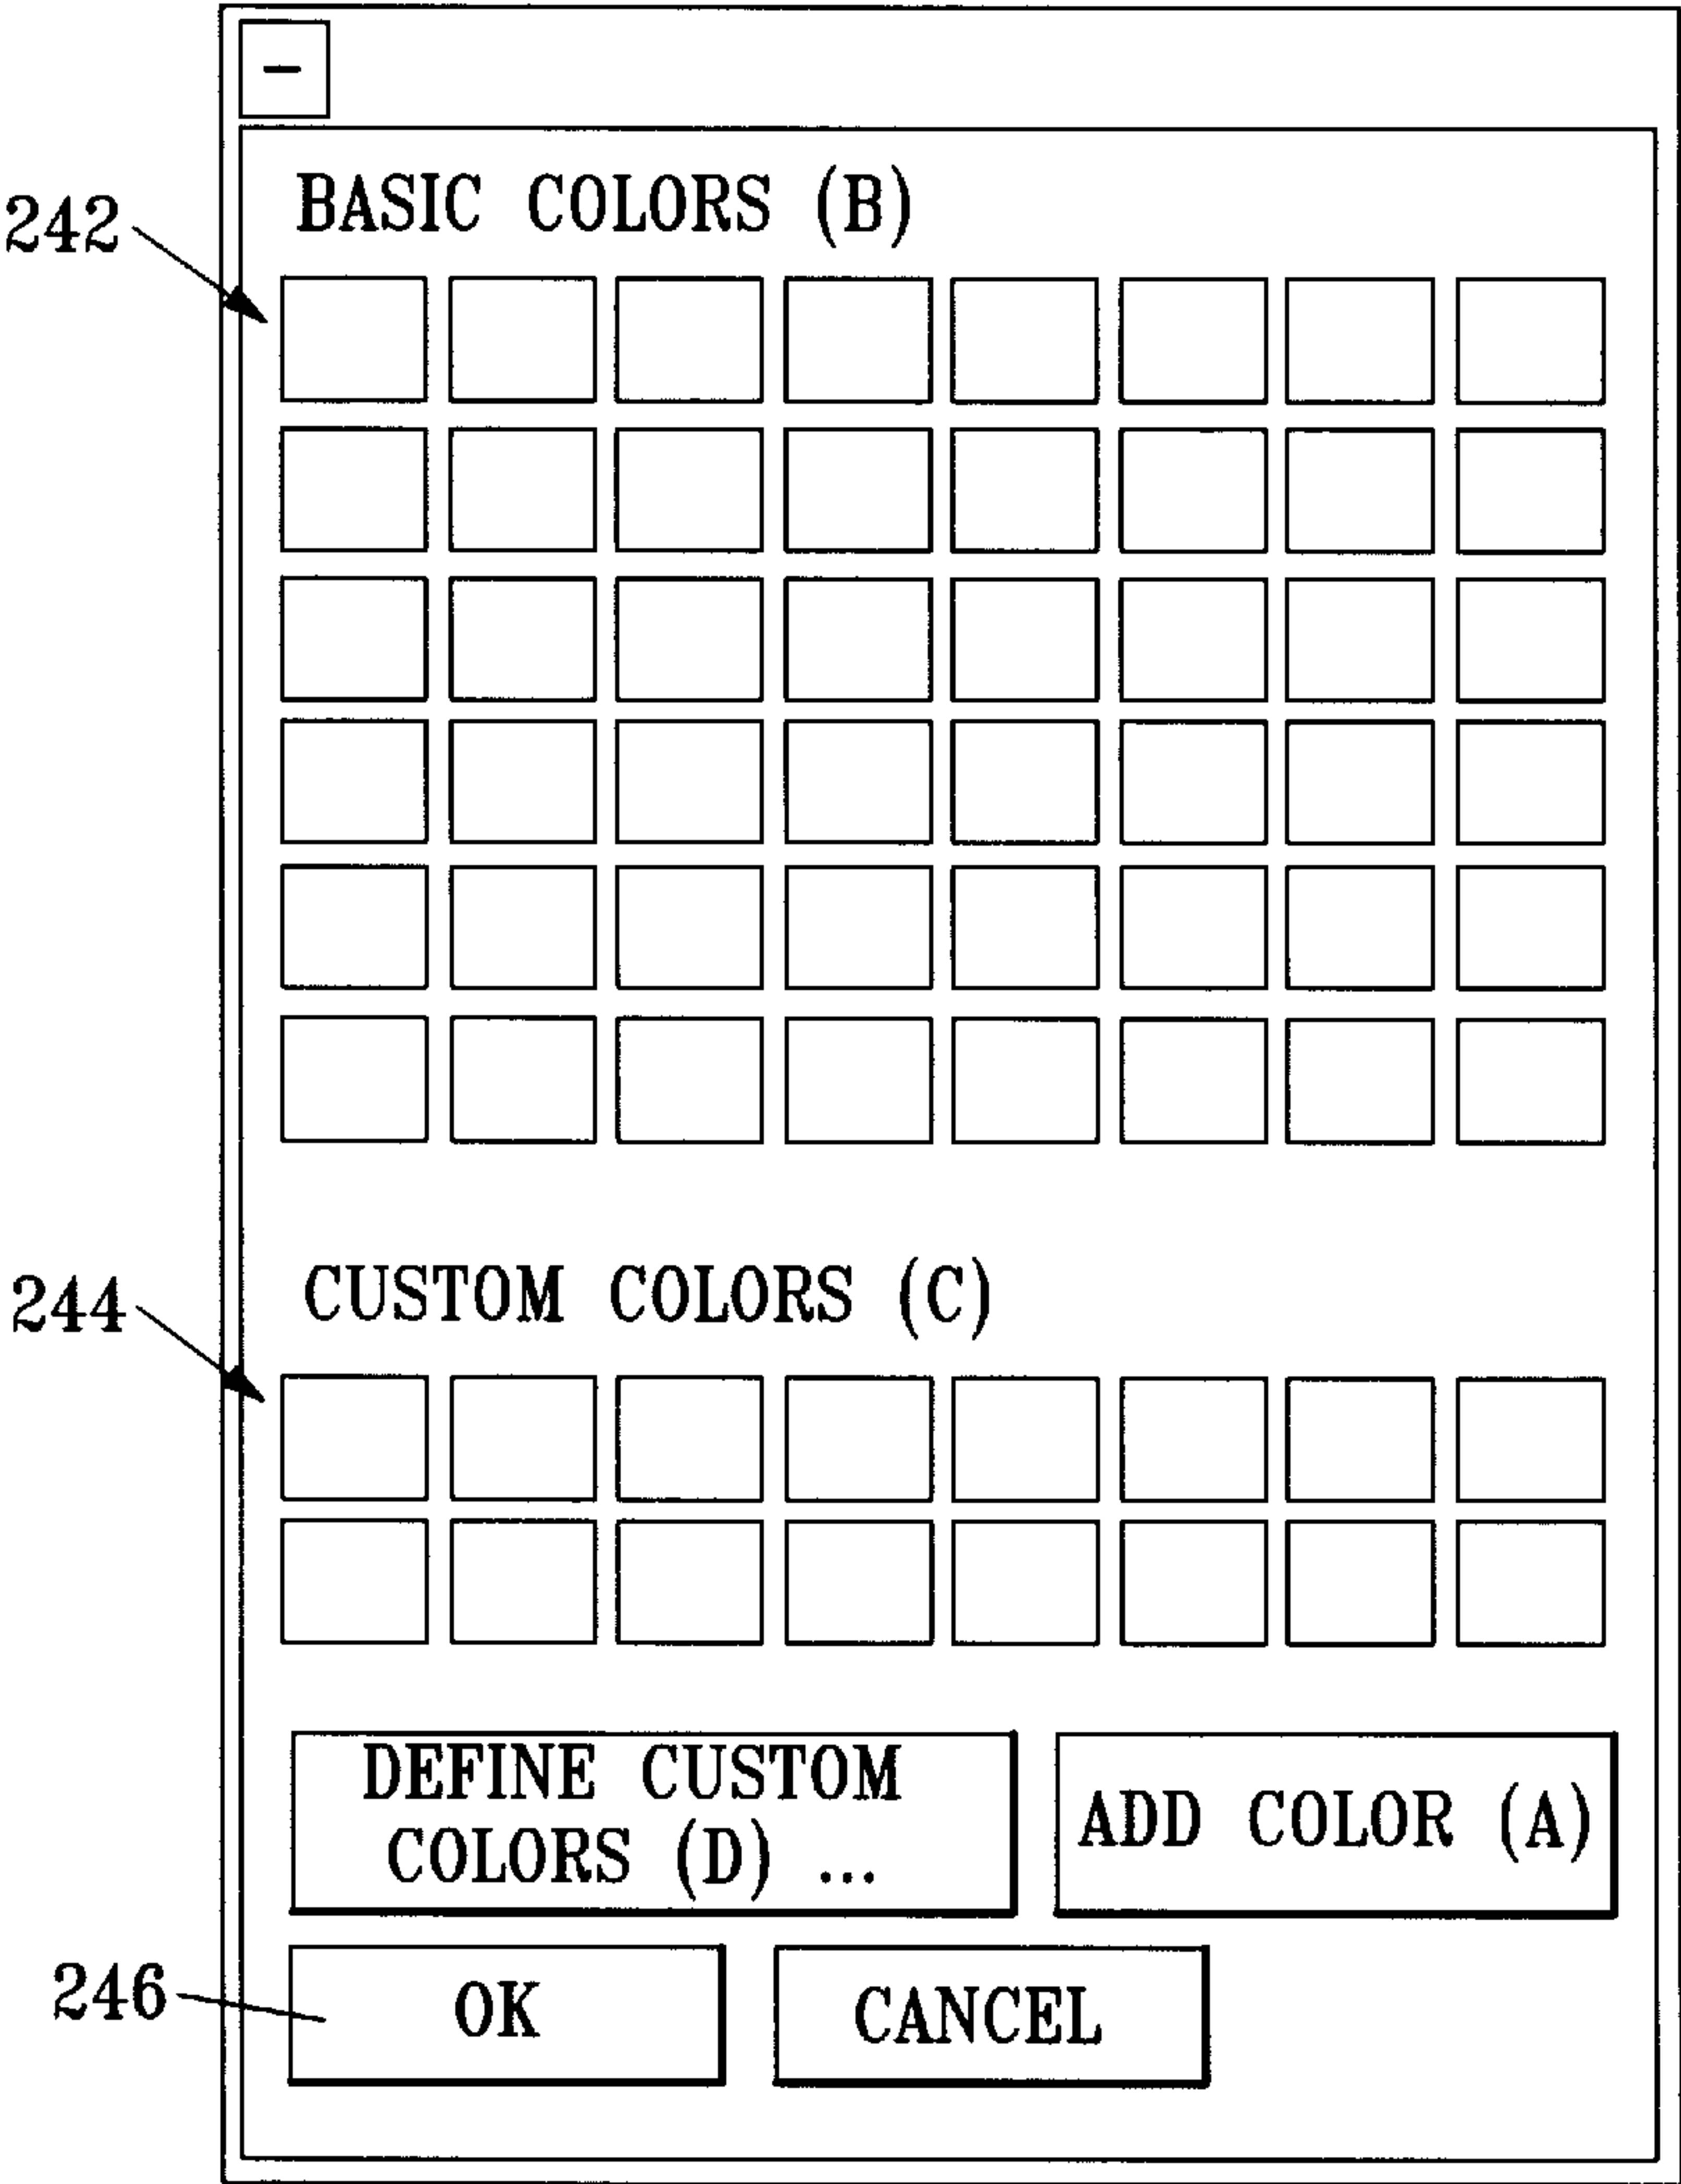 BASIC COLORS (B)
242
CUSTOM COLORS (C)
244
DEFINE CUSTOM
COLORS (D) ...
ADD COLOR (A)
246
OK
CANCEL